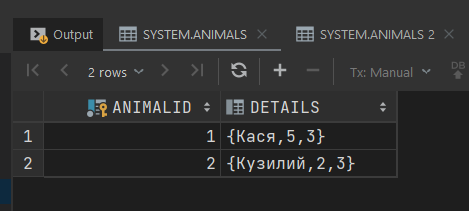 Output SYSTEM.ANIMALS SYSTEM.ANIMALS 2
2 rows Tx: Manual DB
ANIMALID DETAILS
1 1 {Кася,5,3}
2 2 {Кузилий,2,3}